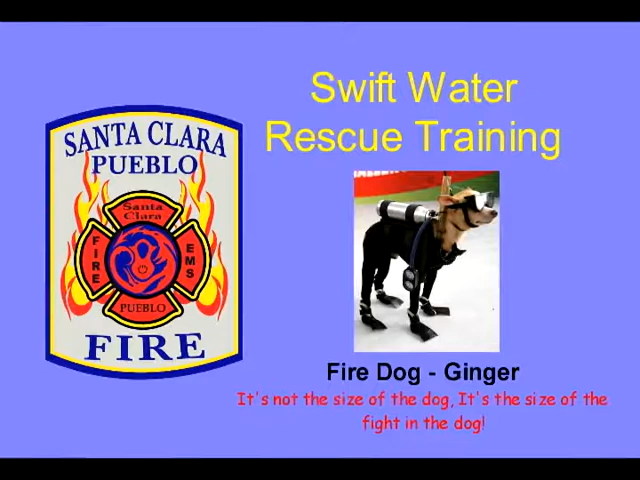 Swift Water
Rescue Training
SANTA CLARA
PUEBLO
Santa
Clara
FIRE
EMS
PUEBLO
FIRE
Fire Dog - Ginger
It's not the size of the dog, It's the size of the
fight in the dog!